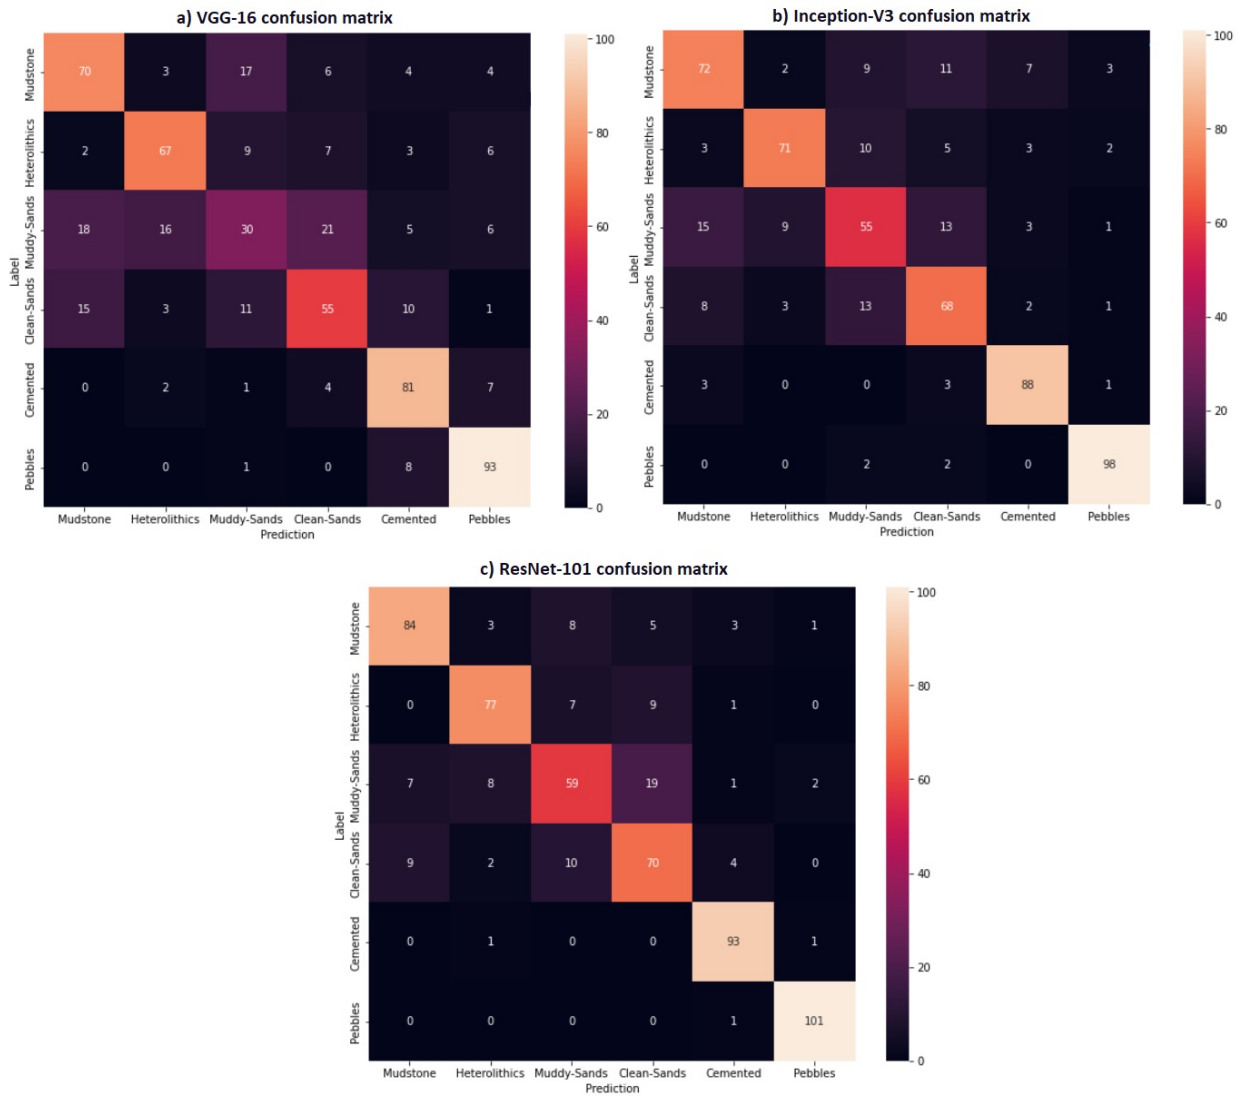 a) VGG-16 confusion matrix
Mudstone 70 3 17 6 4 4
Heterolithics 2 67 9 7 3 6
Muddy-Sands 18 16 30 21 5 6
Label
Clean-Sands 15 3 11 55 10 1
Cemented 0 2 1 4 81 7
Pebbles 0 0 1 0 8 93
Mudstone Heterolithics Muddy-Sands Clean-Sands Cemented Pebbles
Prediction
100
80
60
40
20
0
b) Inception-V3 confusion matrix
Mudstone 72 2 9 11 7 3
Heterolithics 3 71 10 5 3 2
Muddy-Sands 15 9 55 13 3 1
Label
Clean-Sands 8 3 13 68 2 1
Cemented 3 0 0 3 88 1
Pebbles 0 0 2 2 0 98
Mudstone Heterolithics Muddy-Sands Clean-Sands Cemented Pebbles
Prediction
100
80
60
40
20
0
c) ResNet-101 confusion matrix
Mudstone 84 3 8 5 3 1
Heterolithics 0 77 7 9 1 0
Muddy-Sands 7 8 59 19 1 2
Label
Clean-Sands 9 2 10 70 4 0
Cemented 0 1 0 0 93 1
Pebbles 0 0 0 0 1 101
Mudstone Heterolithics Muddy-Sands Clean-Sands Cemented Pebbles
Prediction
100
80
60
40
20
0